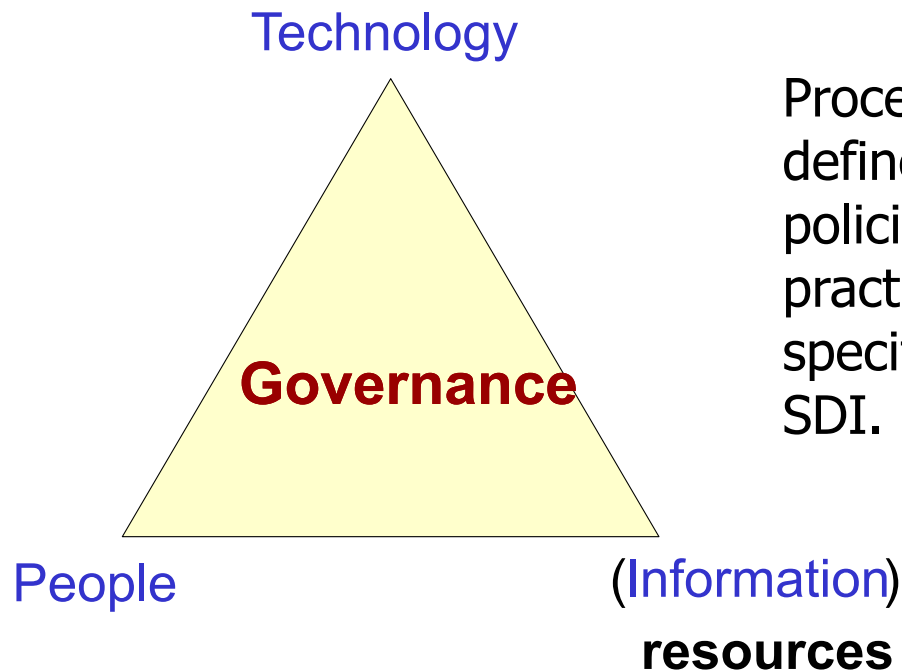 Technology
Governance
People
(Information)
resources
SDI.